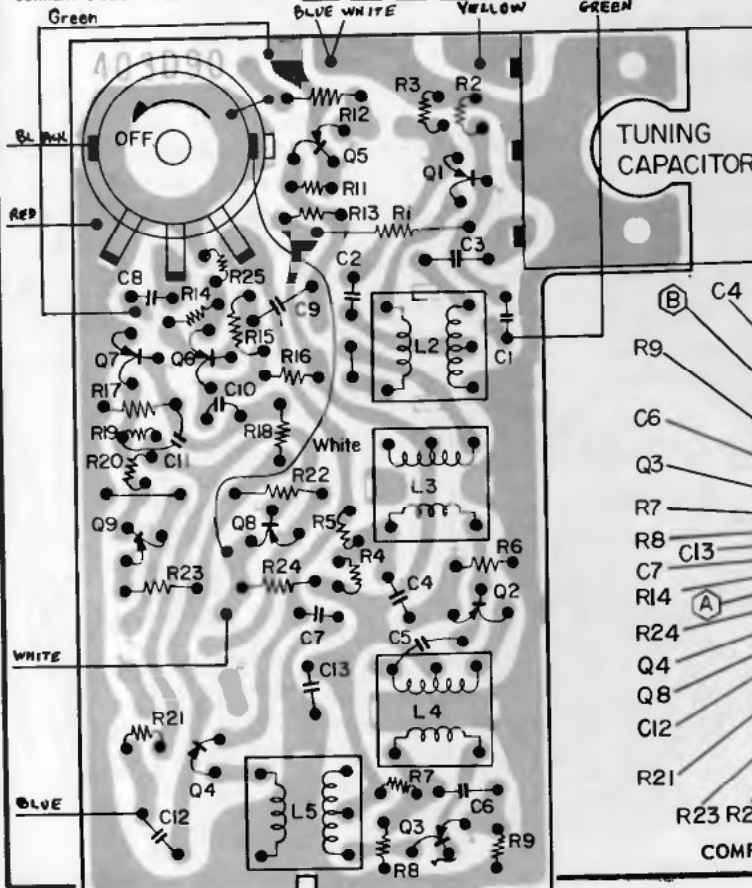 Green
BLUE WHITE
YELLOW
GREEN
403090
R12
R3
R2
BLACK
OFF
Q5
Q1
TUNING
CAPACITOR
R11
RED
R13
R1
C2
C3
C8
R25
R14
C9
B
C4
R15
L2
C1
Q7
Q6
R16
R9
R17
C10
C6
R19
R18
White
C11
R20
Q3
R22
L3
R7
Q9
Q8
R5
R8
C13
R4
R6
C7
R23
R24
C4
Q2
R14
A
C7
C5
R24
WHITE
C13
Q4
L4
Q8
R21
C12
Q4
R7
R21
BLUE
C12
L5
C6
Q3
R9
R23
R8
COMP